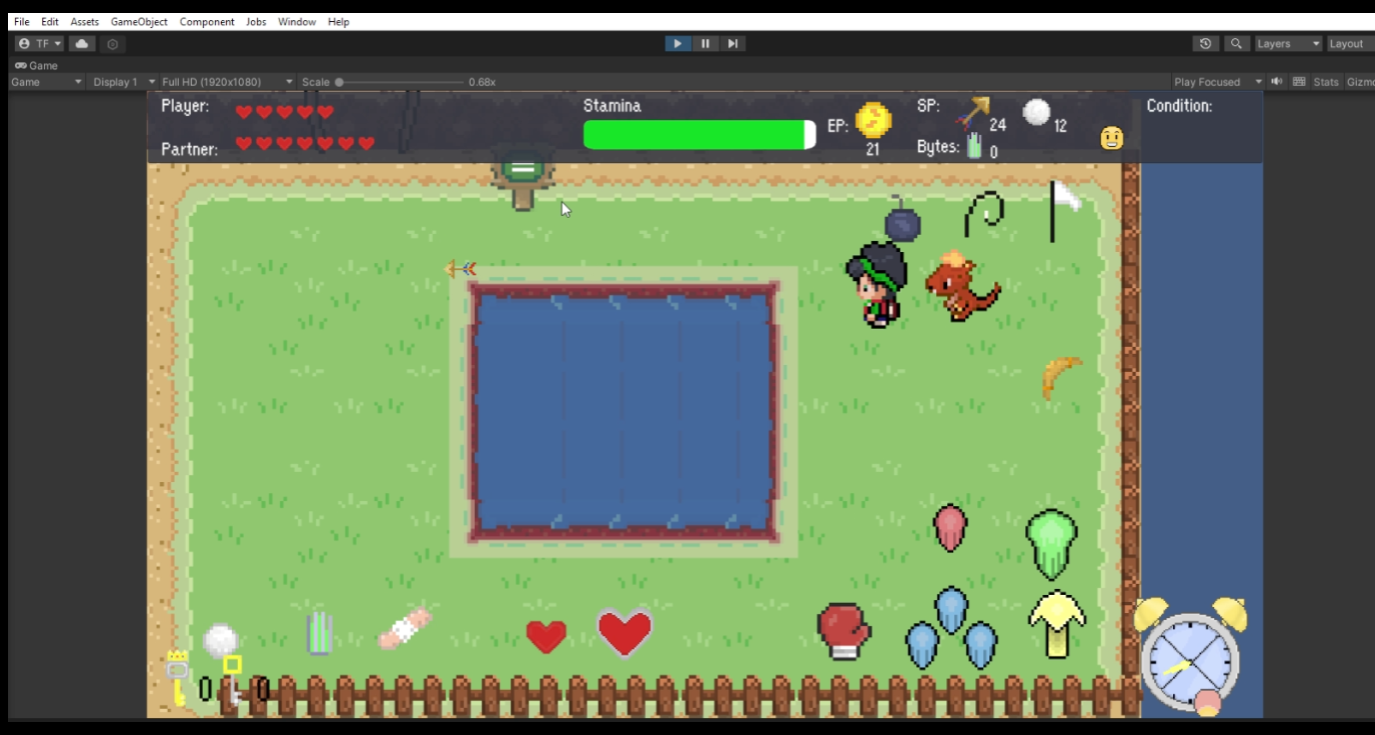 File Edit Assets GameObject Component Jobs Window Help
TF Layers Layout
Game
Game Display 1 Full HD (1920x1080) Scale 0.68x Play Focused Stats Gizmo
Player: Stamina SP: 24 12 Condition:
EP: 21
Partner: Bytes: 0
0 0